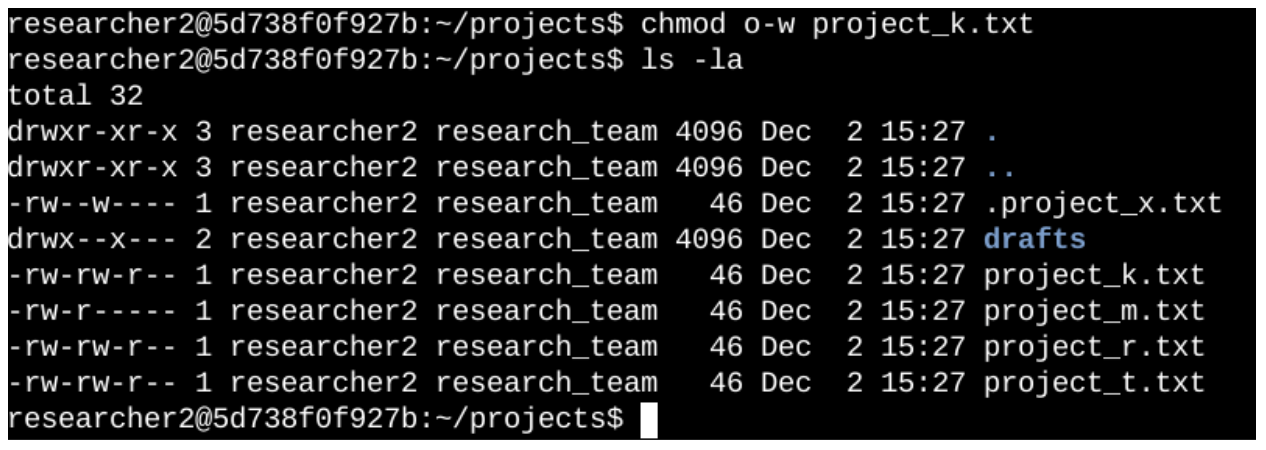 researcher2@5d738f0f927b:~/projects$ chmod o-w project_k.txt
researcher2@5d738f0f927b:~/projects$ ls -la
total 32
drwxr-xr-x 3 researcher2 research_team 4096 Dec  2 15:27 .
drwxr-xr-x 3 researcher2 research_team 4096 Dec  2 15:27 ..
-rw--w---- 1 researcher2 research_team   46 Dec  2 15:27 .project_x.txt
drwx--x--- 2 researcher2 research_team 4096 Dec  2 15:27 drafts
-rw-rw-r-- 1 researcher2 research_team   46 Dec  2 15:27 project_k.txt
-rw-r----- 1 researcher2 research_team   46 Dec  2 15:27 project_m.txt
-rw-rw-r-- 1 researcher2 research_team   46 Dec  2 15:27 project_r.txt
-rw-rw-r-- 1 researcher2 research_team   46 Dec  2 15:27 project_t.txt
researcher2@5d738f0f927b:~/projects$